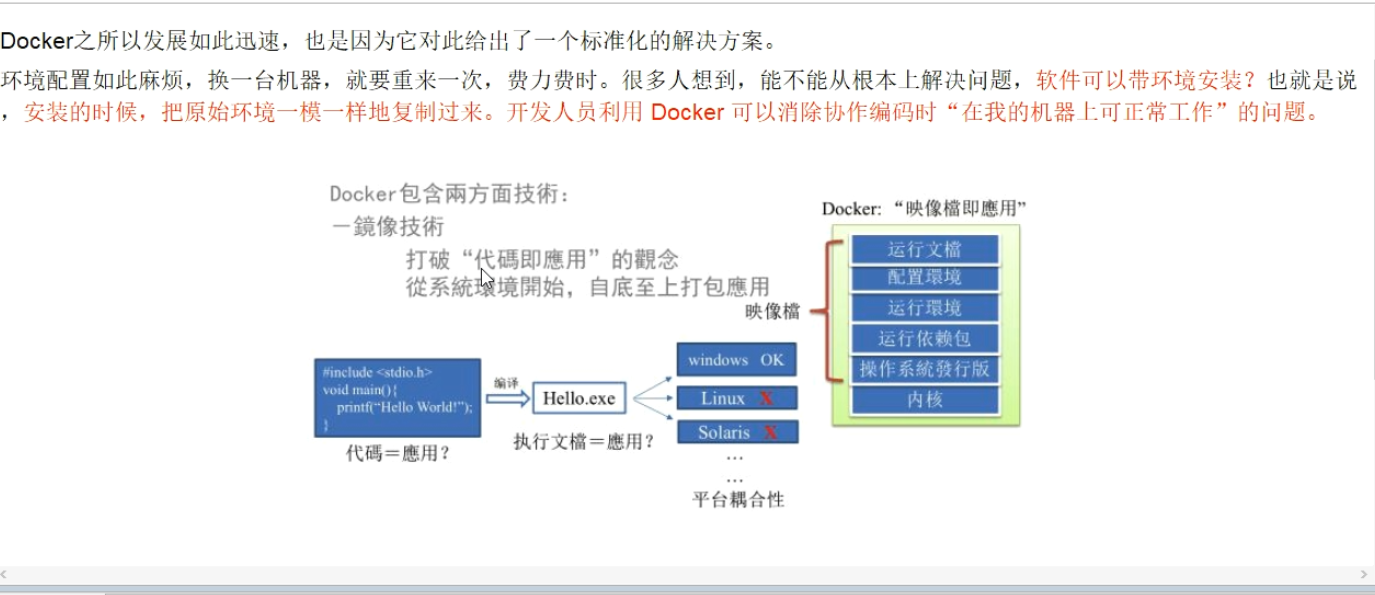 Docker之所以发展如此迅速，也是因为它对此给出了一个标准化的解决方案。
环境配置如此麻烦，换一台机器，就要重来一次，费力费时。很多人想到，能不能从根本上解决问题，软件可以带环境安装？也就是说
，安装的时候，把原始环境一模一样地复制过来。开发人员利用 Docker 可以消除协作编码时“在我的机器上可正常工作”的问题。
Docker包含兩方面技術：
－鏡像技術
打破“代碼即應用”的觀念
從系統環境開始，自底至上打包應用
Docker: “映像檔即應用”
映像檔
运行文檔
配置環境
运行環境
运行依赖包
操作系統發行版
内核
#include <stdio.h>
void main(){
printf(“Hello World!”);
}
代碼＝應用？
编译
Hello.exe
执行文檔＝應用？
windows OK
Linux X
Solaris X
…
…
平台耦合性